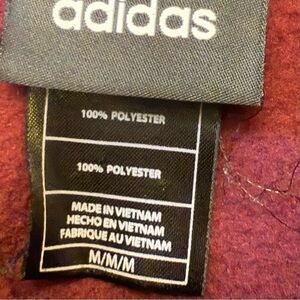 adidas
100% POLYESTER
100% POLYESTER
MADE IN VIETNAM
HECHO EN VIETNAM
FABRIQUE AU VIETNAM
M/M/M